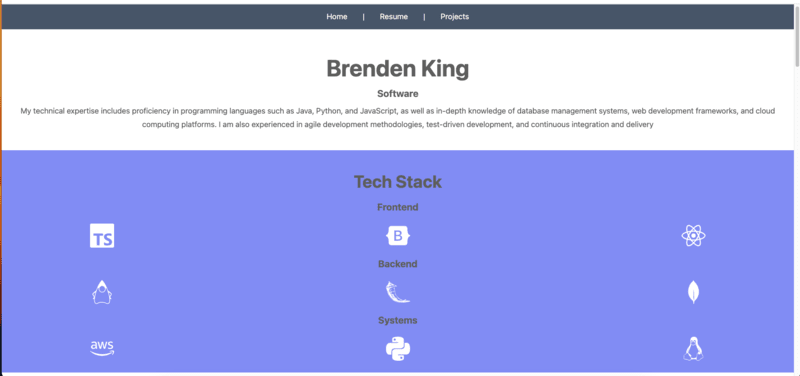 Home | Resume | Projects
Brenden King
Software
My technical expertise includes proficiency in programming languages such as Java, Python, and JavaScript, as well as in-depth knowledge of database management systems, web development frameworks, and cloud
computing platforms. I am also experienced in agile development methodologies, test-driven development, and continuous integration and delivery
Tech Stack
Frontend
TS B
Backend
Systems
aws